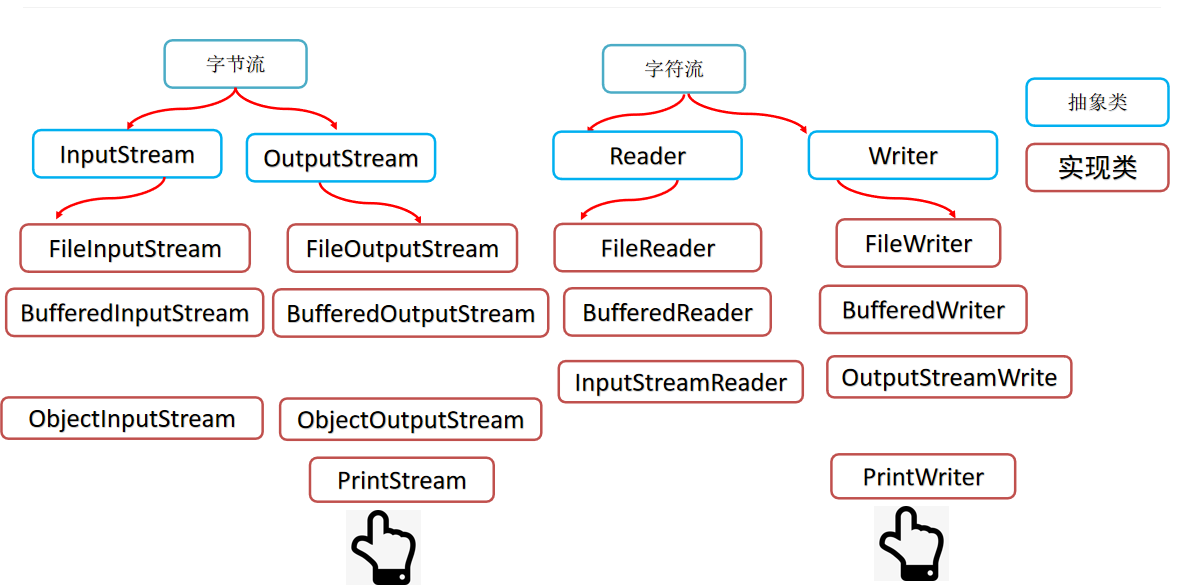 字节流
字符流
抽象类
InputStream
OutputStream
Reader
Writer
实现类
FileInputStream
FileOutputStream
FileReader
FileWriter
BufferedInputStream
BufferedOutputStream
BufferedReader
BufferedWriter
InputStreamReader
OutputStreamWrite
ObjectInputStream
ObjectOutputStream
PrintStream
PrintWriter